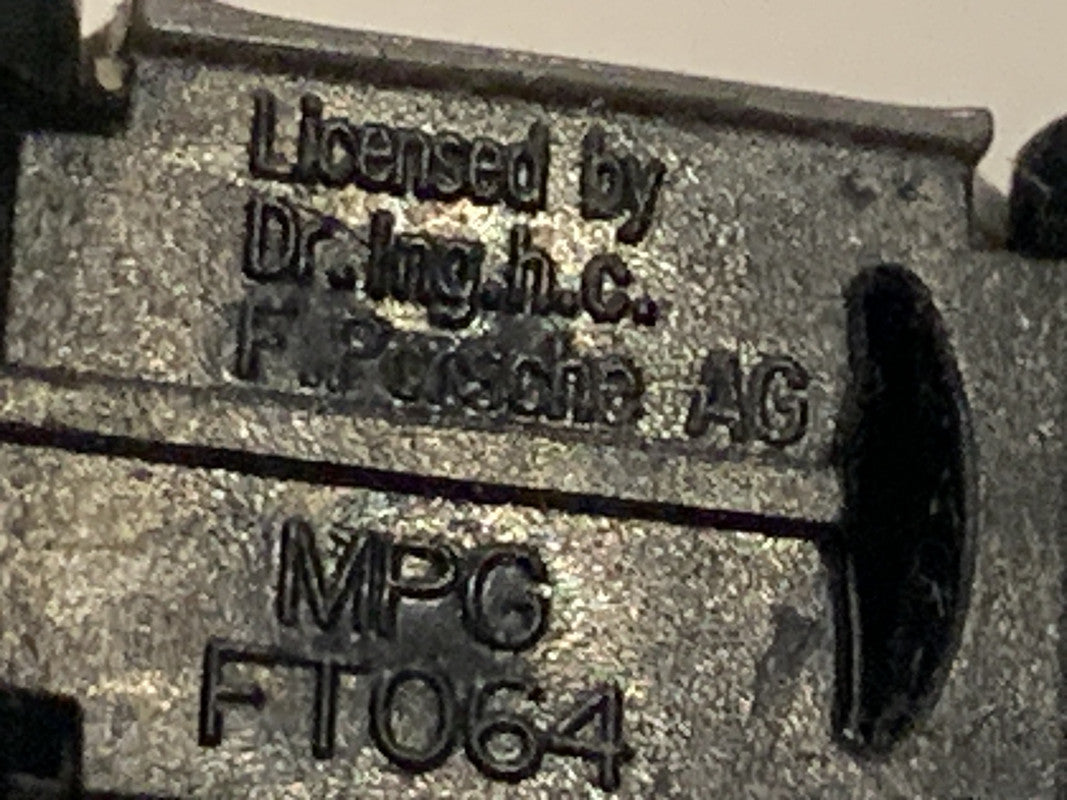 Licensed by
Dr.Ing.h.c.
F.Porsche AG
MPG
FT064